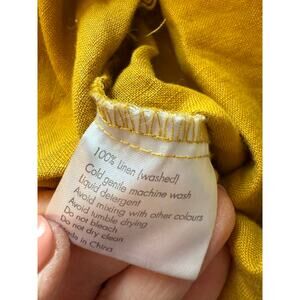 100% Linen (washed)
Cold gentle machine wash
Liquid detergent
Avoid mixing with other colours
Avoid tumble drying
Do not bleach
Do not dry clean
Made in China